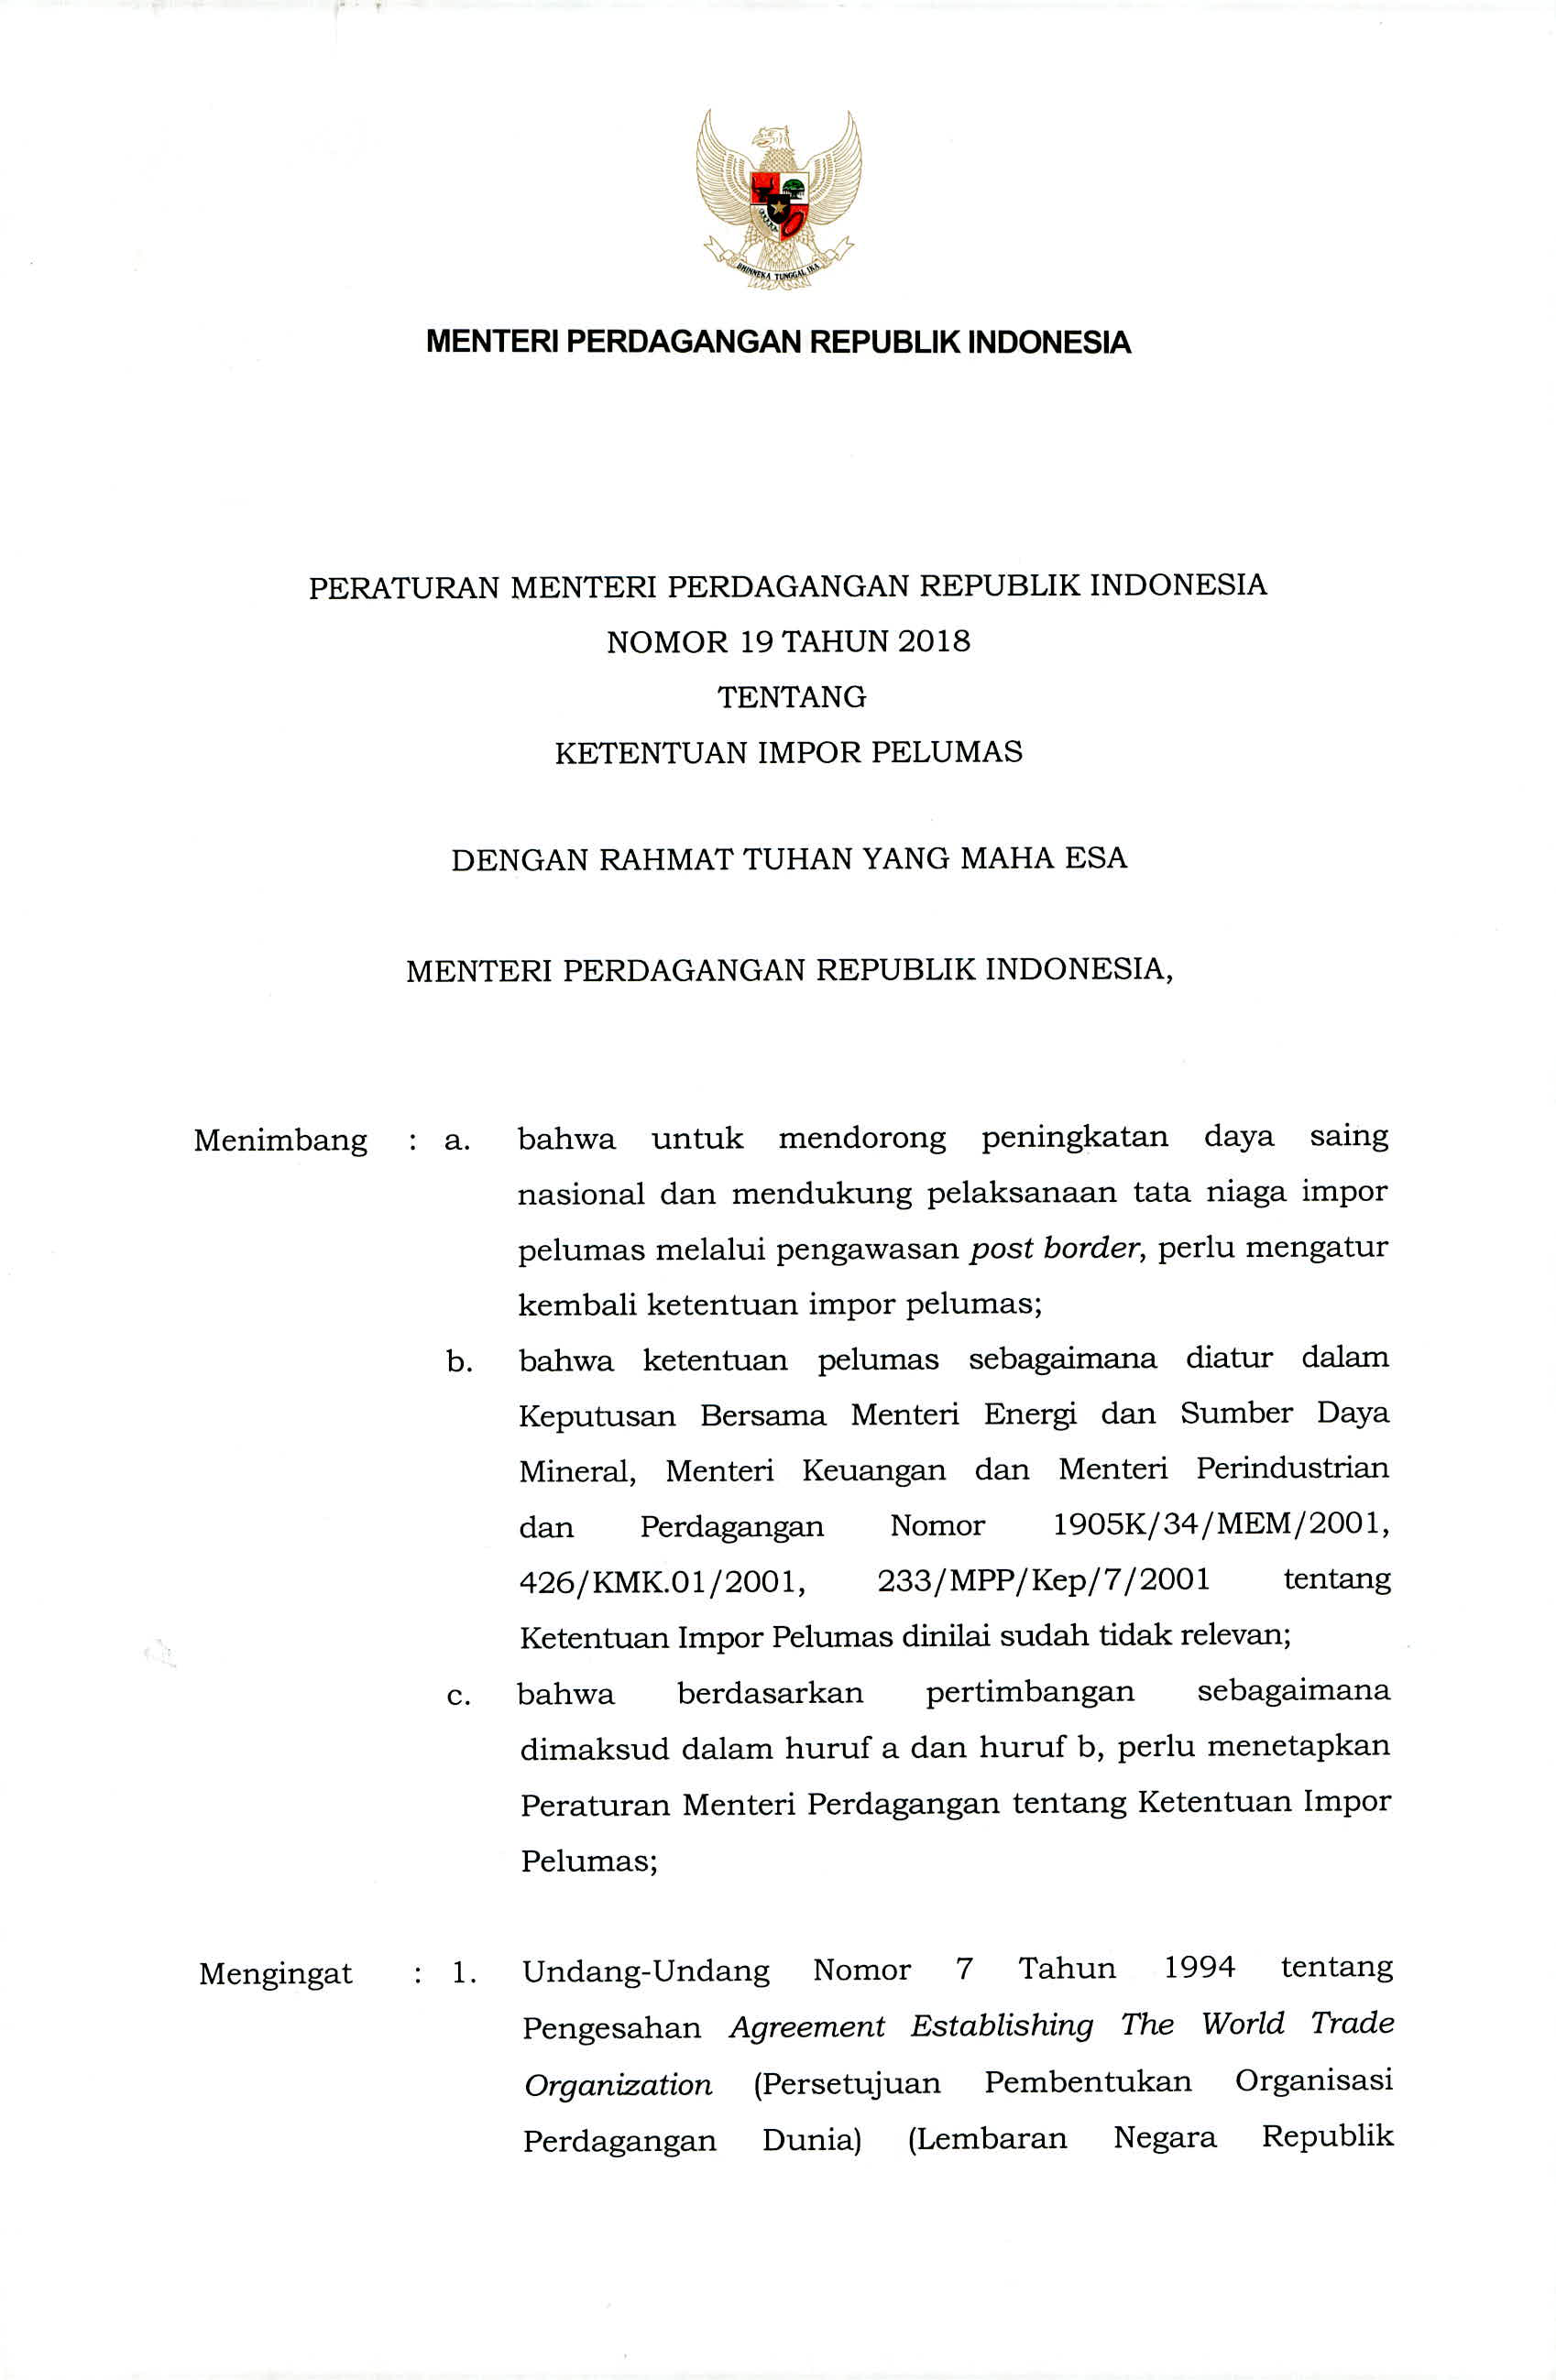 BHINNEKA TUNGGAL IKA
MENTERI PERDAGANGAN REPUBLIK INDONESIA
PERATURAN MENTERI PERDAGANGAN REPUBLIK INDONESIA
NOMOR 19 TAHUN 2018
TENTANG
KETENTUAN IMPOR PELUMAS
DENGAN RAHMAT TUHAN YANG MAHA ESA
MENTERI PERDAGANGAN REPUBLIK INDONESIA,
Menimbang : a. bahwa untuk mendorong peningkatan daya saing
nasional dan mendukung pelaksanaan tata niaga impor
pelumas melalui pengawasan post border, perlu mengatur
kembali ketentuan impor pelumas;
b. bahwa ketentuan pelumas sebagaimana diatur dalam
Keputusan Bersama Menteri Energi dan Sumber Daya
Mineral, Menteri Keuangan dan Menteri Perindustrian
dan Perdagangan Nomor 1905K/34/MEM/2001,
426/KMK.01/2001, 233/MPP/Kep/7/2001 tentang
Ketentuan Impor Pelumas dinilai sudah tidak relevan;
c. bahwa berdasarkan pertimbangan sebagaimana
dimaksud dalam huruf a dan huruf b, perlu menetapkan
Peraturan Menteri Perdagangan tentang Ketentuan Impor
Pelumas;
Mengingat : 1. Undang-Undang Nomor 7 Tahun 1994 tentang
Pengesahan Agreement Establishing The World Trade
Organization (Persetujuan Pembentukan Organisasi
Perdagangan Dunia) (Lembaran Negara Republik